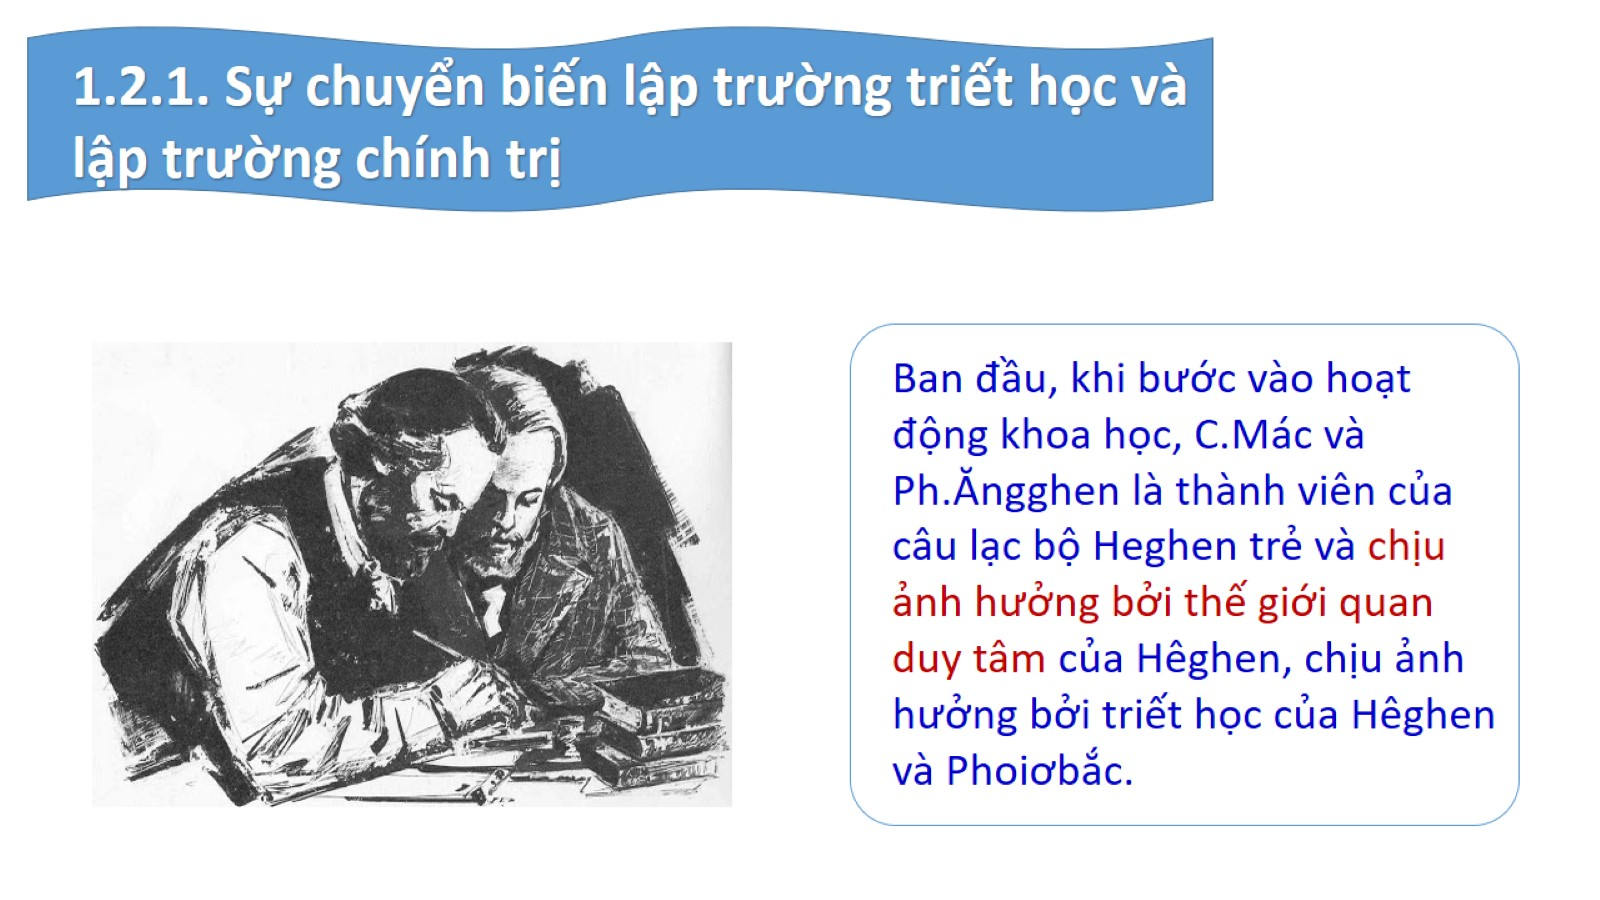 1.2.1. Sự chuyển biến lập trường triết học và
lập trường chính trị
Ban đầu, khi bước vào hoạt
động khoa học, C.Mác và
Ph.Ăngghen là thành viên của
câu lạc bộ Heghen trẻ và chịu
ảnh hưởng bởi thế giới quan
duy tâm của Hêghen, chịu ảnh
hưởng bởi triết học của Hêghen
và Phoiơbắc.